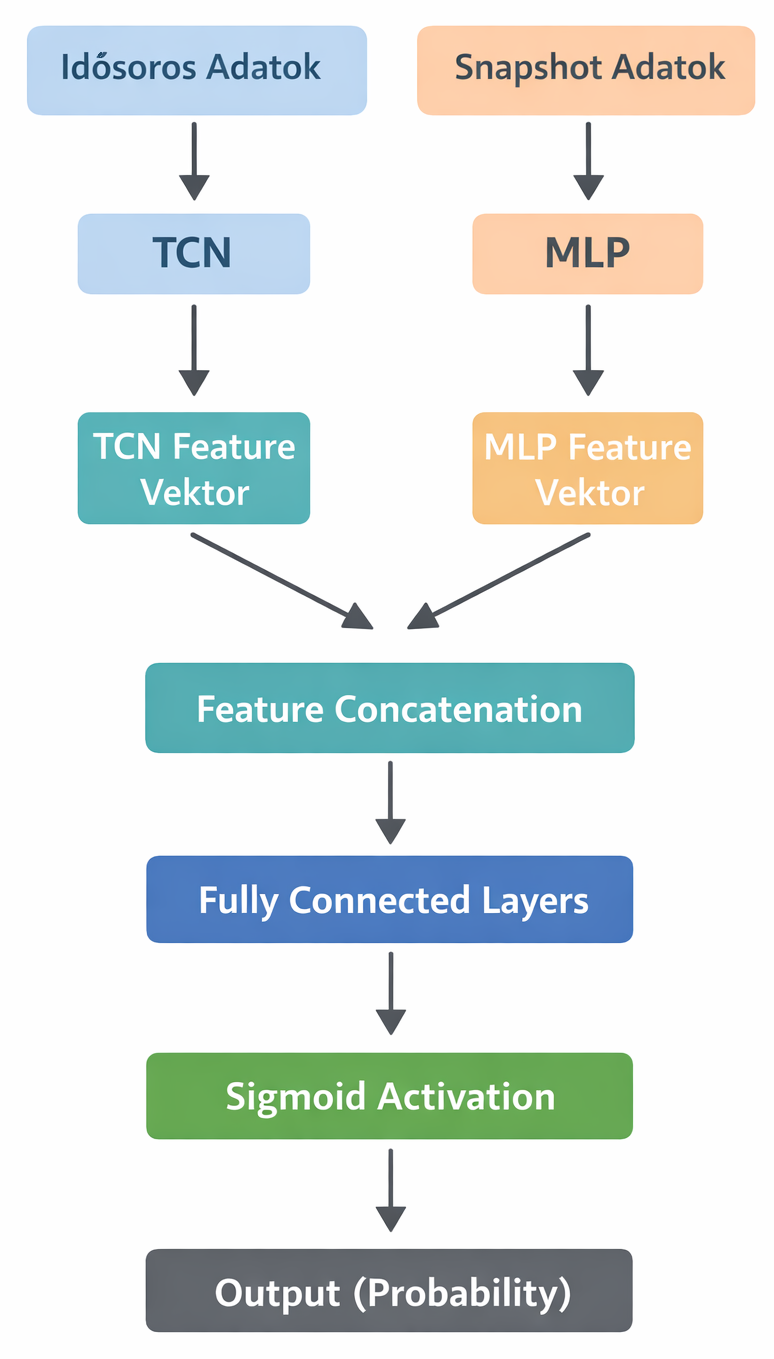 Idősoros Adatok
Snapshot Adatok
TCN
MLP
TCN Feature
Vektor
MLP Feature
Vektor
Feature Concatenation
Fully Connected Layers
Sigmoid Activation
Output (Probability)